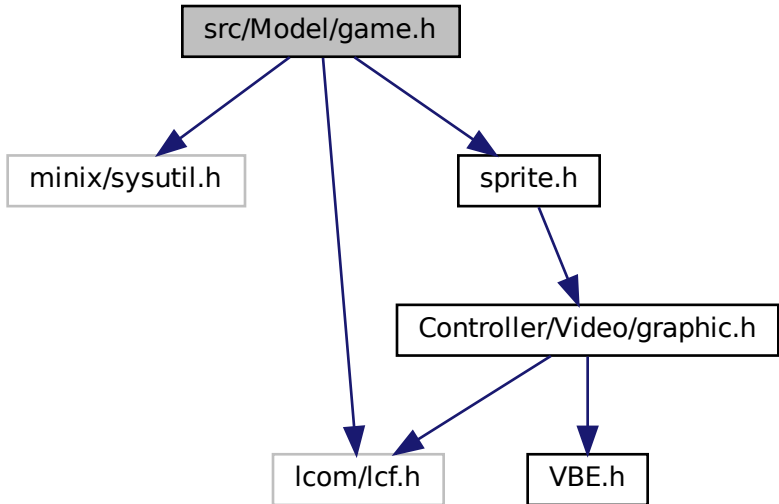 src/Model/game.h
minix/sysutil.h
sprite.h
Controller/Video/graphic.h
lcom/lcf.h
VBE.h